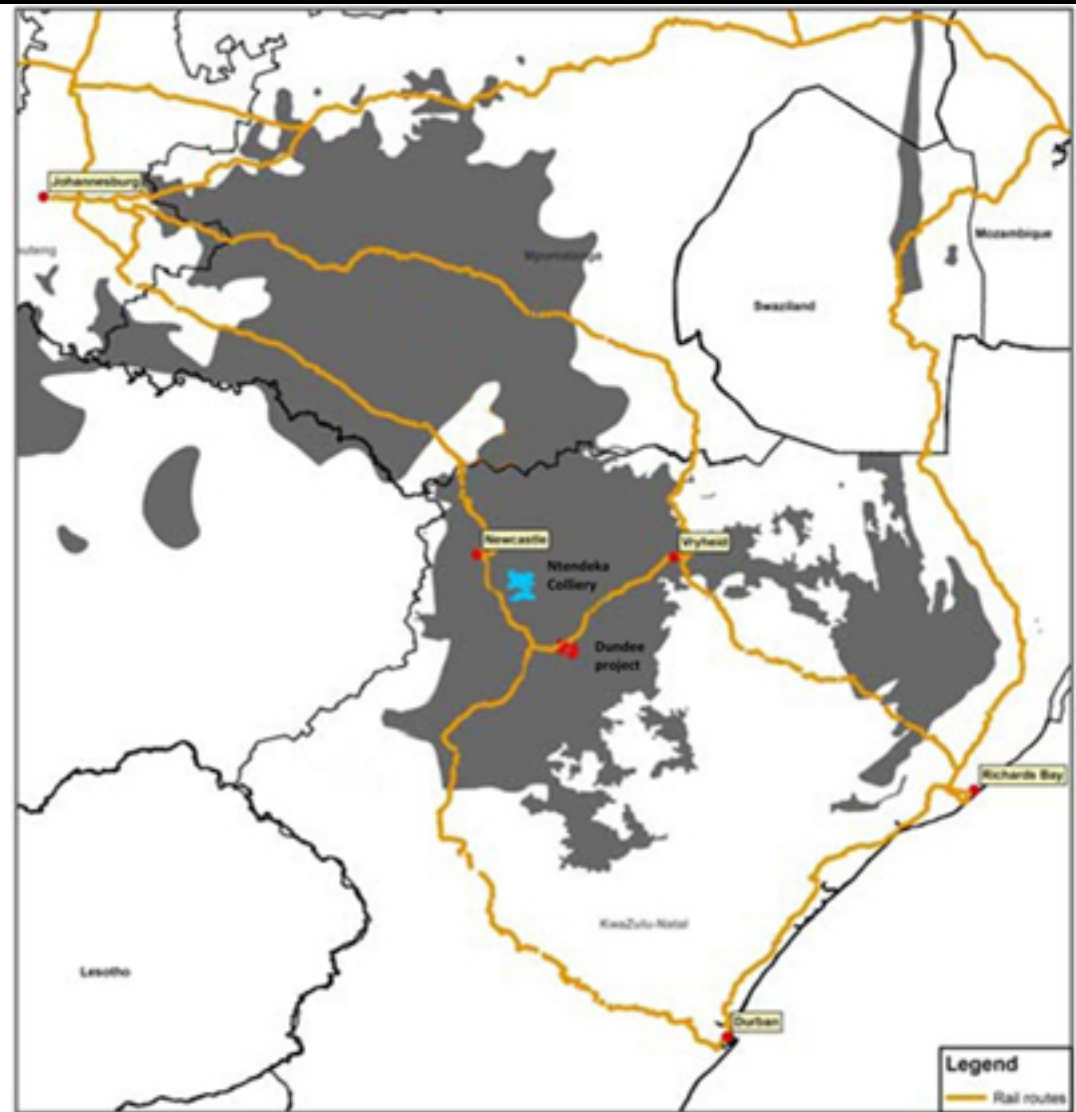 Johannesburg
auteng
Mpumalanga
Mozambique
Swaziland
Newcastle
Vryheid
Ntendeka
Colliery
Dundee
project
Richards Bay
KwaZulu-Natal
Lesotho
Durban
Legend
Rail routes